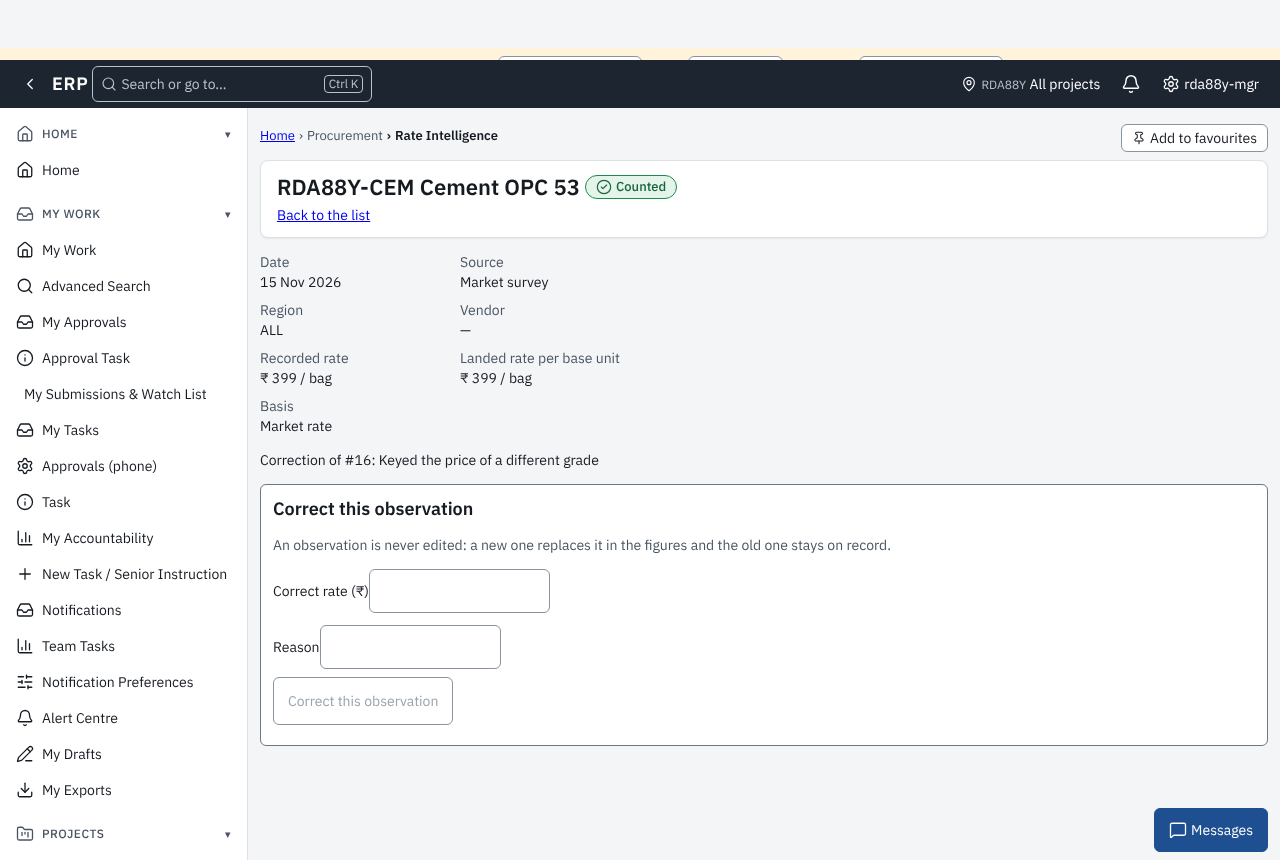 ERP
Search or go to...
Ctrl K
RDA88Y All projects
rda88y-mgr
HOME
Home
MY WORK
My Work
Advanced Search
My Approvals
Approval Task
My Submissions & Watch List
My Tasks
Approvals (phone)
Task
My Accountability
New Task / Senior Instruction
Notifications
Team Tasks
Notification Preferences
Alert Centre
My Drafts
My Exports
PROJECTS
Home › Procurement › Rate Intelligence
Add to favourites
RDA88Y-CEM Cement OPC 53 Counted
Back to the list
Date
15 Nov 2026
Source
Market survey
Region
ALL
Vendor
—
Recorded rate
₹ 399 / bag
Landed rate per base unit
₹ 399 / bag
Basis
Market rate
Correction of #16: Keyed the price of a different grade
Correct this observation
An observation is never edited: a new one replaces it in the figures and the old one stays on record.
Correct rate (₹)
Reason
Correct this observation
Messages